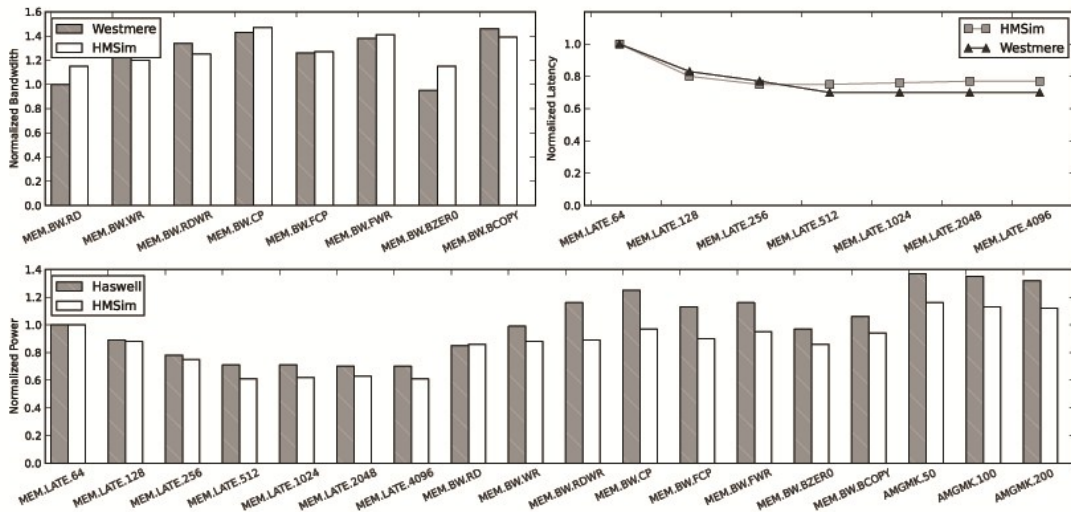 Normalized Bandwdith
1.6
1.4
1.2
1.0
0.8
0.6
0.4
0.2
0.0
Westmere
HMSim
MEM.BW.RD
MEM.BW.WR
MEM.BW.RDWR
MEM.BW.CP
MEM.BW.FCP
MEM.BW.FWR
MEM.BW.BZER0
MEM.BW.BCOPY
Normalized Latency
1.0
0.8
0.6
0.4
0.2
0.0
HMSim
Westmere
MEM.LATE.64
MEM.LATE.128
MEM.LATE.256
MEM.LATE.512
MEM.LATE.1024
MEM.LATE.2048
MEM.LATE.4096
Normalized Power
1.4
1.2
1.0
0.8
0.6
0.4
0.2
0.0
Haswell
HMSim
MEM.LATE.64
MEM.LATE.128
MEM.LATE.256
MEM.LATE.512
MEM.LATE.1024
MEM.LATE.2048
MEM.LATE.4096
MEM.BW.RD
MEM.BW.WR
MEM.BW.RDWR
MEM.BW.CP
MEM.BW.FCP
MEM.BW.FWR
MEM.BW.BZER0
MEM.BW.BCOPY
AMGMK.50
AMGMK.100
AMGMK.200